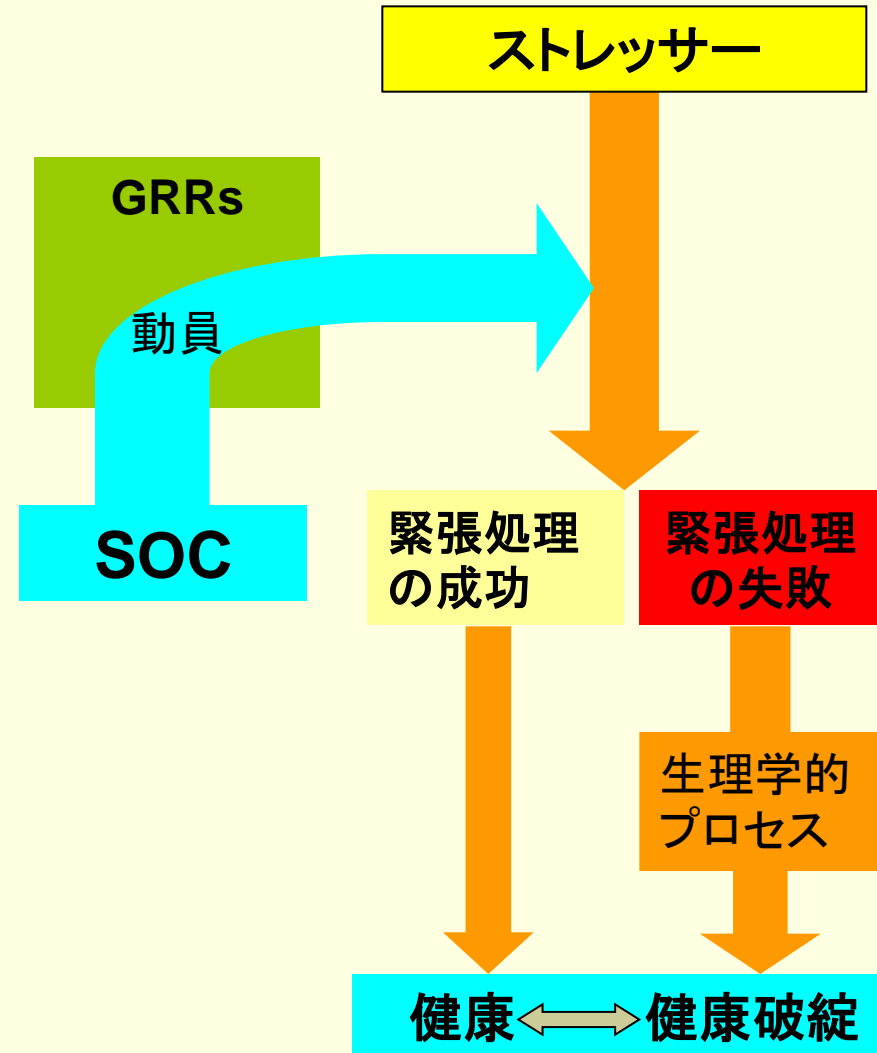 ストレッサー
GRRs
動員
SOC
緊張処理
の成功
緊張処理
の失敗
生理学的
プロセス
健康
健康破綻